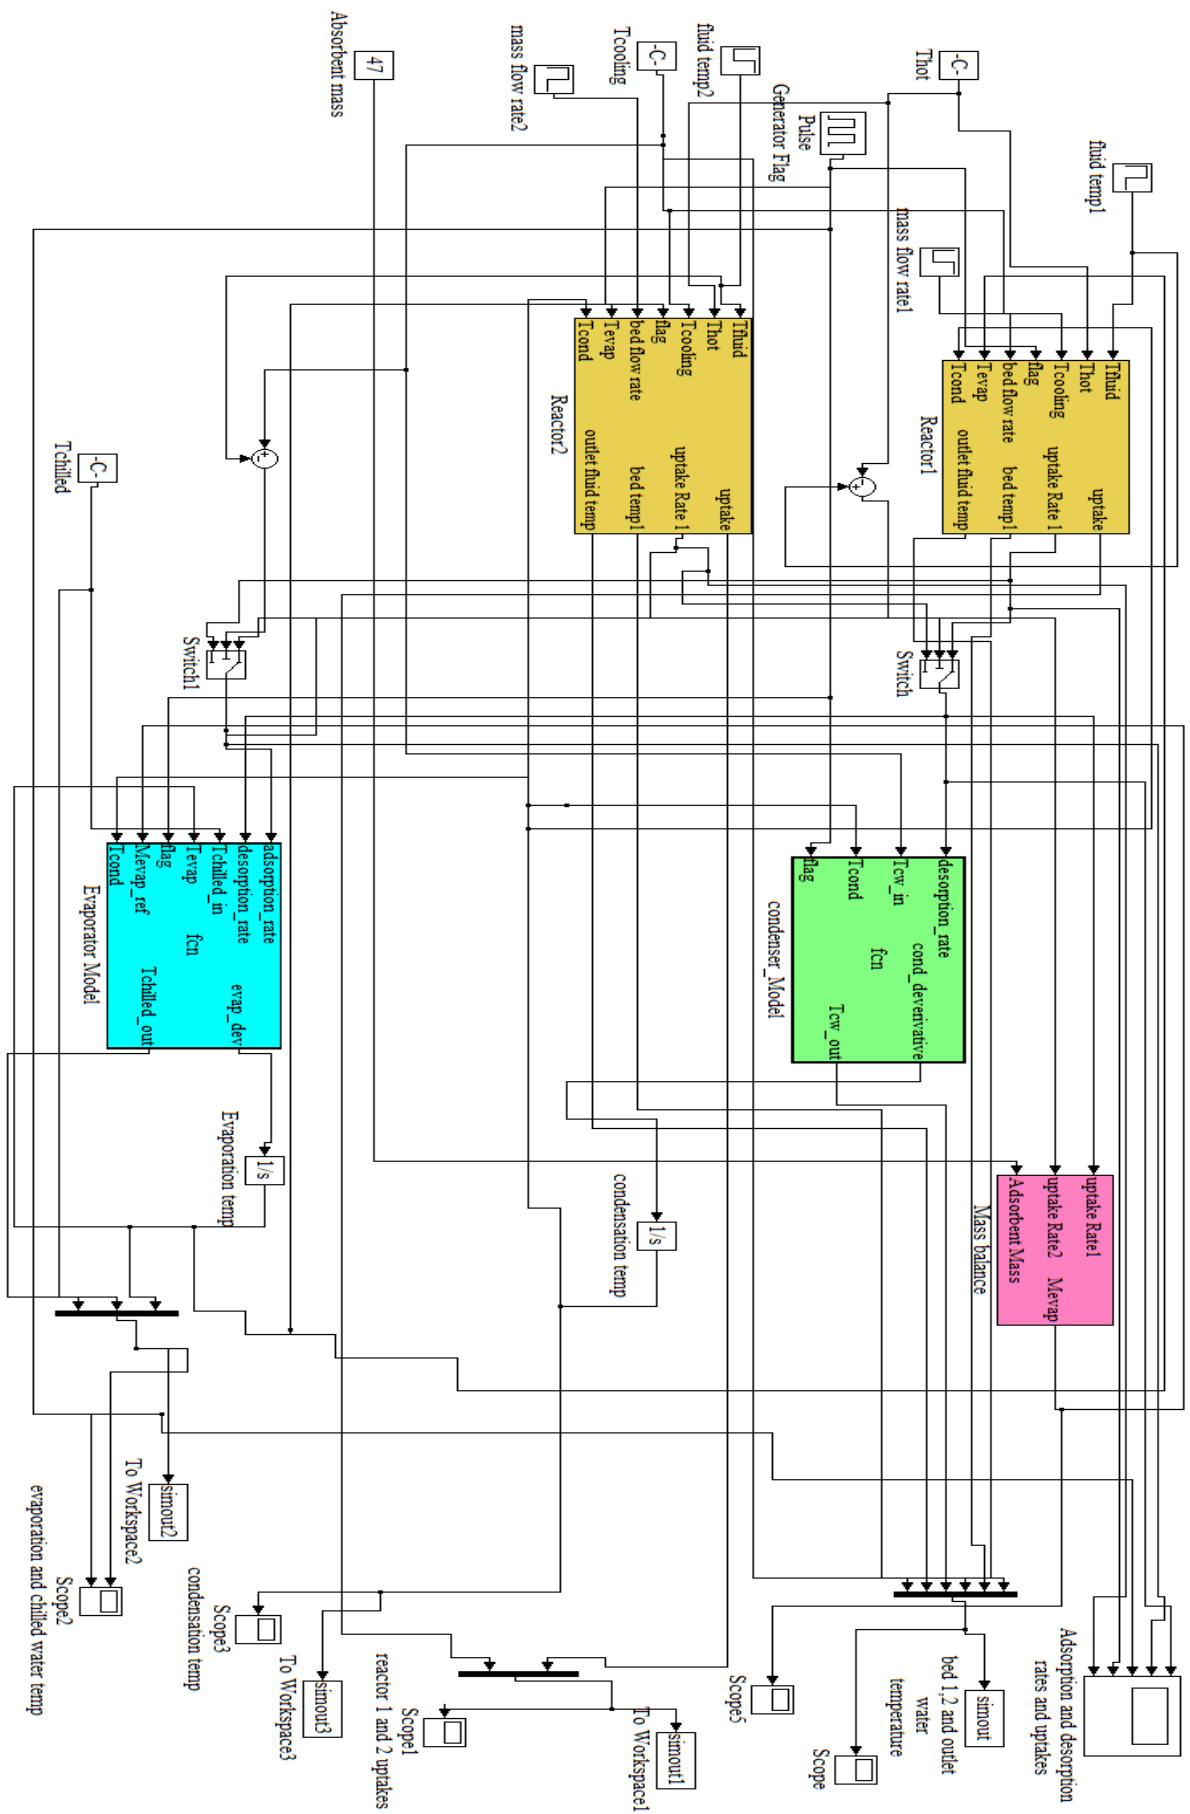 fluid temp1
-C-
Thot
mass flow rate1
Pulse
Generator Flag
fluid temp2
-C-
Tcooling
mass flow rate2
47
Absorbent mass
Tfluid
Thot
Tcooling
flag
bed flow rate
Tevap
Tcond
uptake
uptake Rate 1
bed temp1
outlet fluid temp
Reactor1
Tfluid
Thot
Tcooling
flag
bed flow rate
Tevap
Tcond
uptake
uptake Rate 1
bed temp1
outlet fluid temp
Reactor2
+
-
+
-
-C-
Tchilled
Switch
Switch1
desorption_rate
Tcw_in
Tcond
flag
fcn
cond_deverivative
Tcw_out
condenser_Model
adsorption_rate
desorption_rate
Tchilled_in
Tevap
flag
Mevap_ref
Tcond
fcn
evap_dev
Tchilled_out
Evaporator Model
uptake Rate1
uptake Rate2
Adsorbent Mass
Mevap
Mass balance
1/s
condensation temp
1/s
Evaporation temp
Adsorption and desorption
rates and uptakes
simout
bed 1,2 and outlet
water
temperature
Scope
Scope5
simout1
To Workspace1
Scope1
reactor 1 and 2 uptakes
simout3
To Workspace3
Scope3
condensation temp
simout2
To Workspace2
Scope2
evaporation and chilled water temp